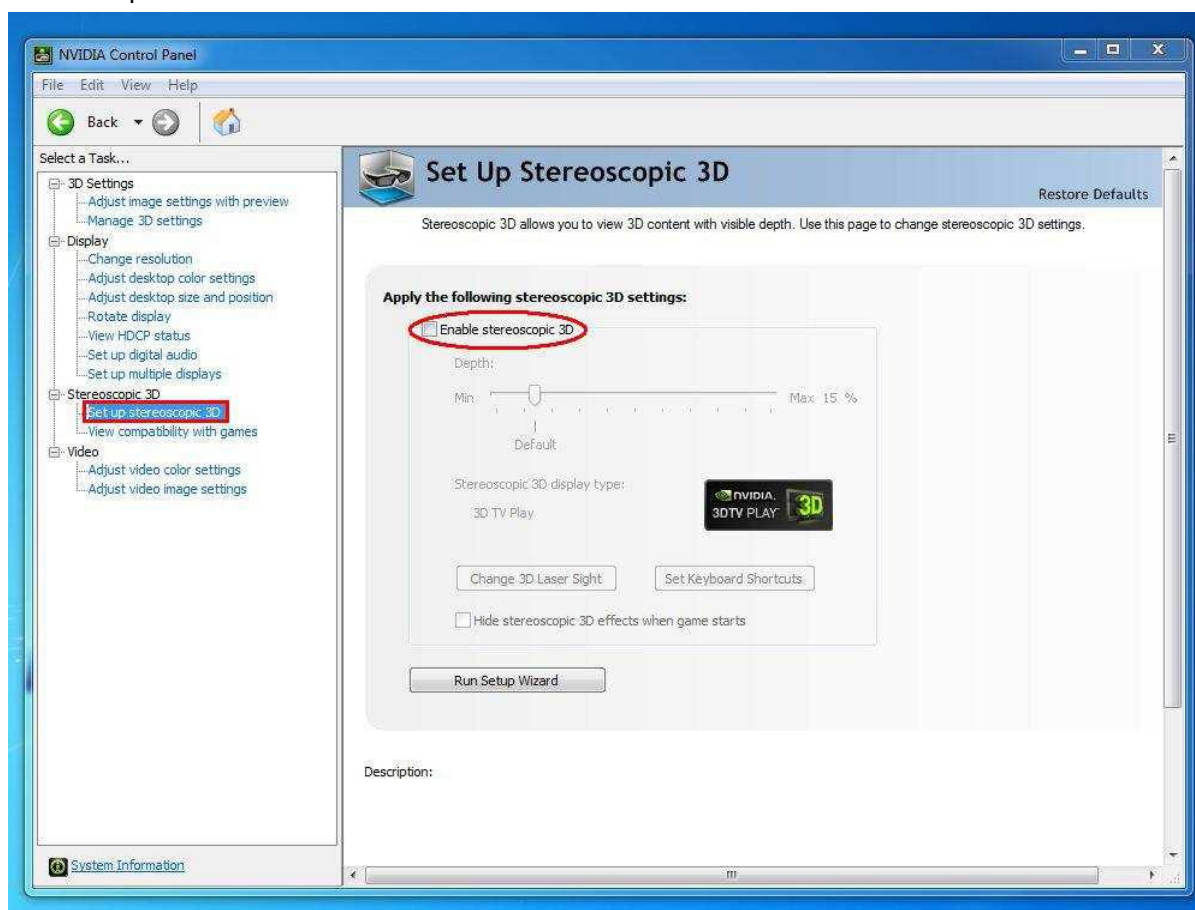 NVIDIA Control Panel
File Edit View Help
Back
Select a Task...
3D Settings
Adjust image settings with preview
Manage 3D settings
Display
Change resolution
Adjust desktop color settings
Adjust desktop size and position
Rotate display
View HDCP status
Set up digital audio
Set up multiple displays
Stereoscopic 3D
Set up stereoscopic 3D
View compatibility with games
Video
Adjust video color settings
Adjust video image settings
System Information
Set Up Stereoscopic 3D
Restore Defaults
Stereoscopic 3D allows you to view 3D content with visible depth. Use this page to change stereoscopic 3D settings.
Apply the following stereoscopic 3D settings:
Enable stereoscopic 3D
Depth:
Min Max 15 %
Default
Stereoscopic 3D display type:
3D TV Play
NVIDIA.
3DTV PLAY 3D
Change 3D Laser Sight Set Keyboard Shortcuts
Hide stereoscopic 3D effects when game starts
Run Setup Wizard
Description: